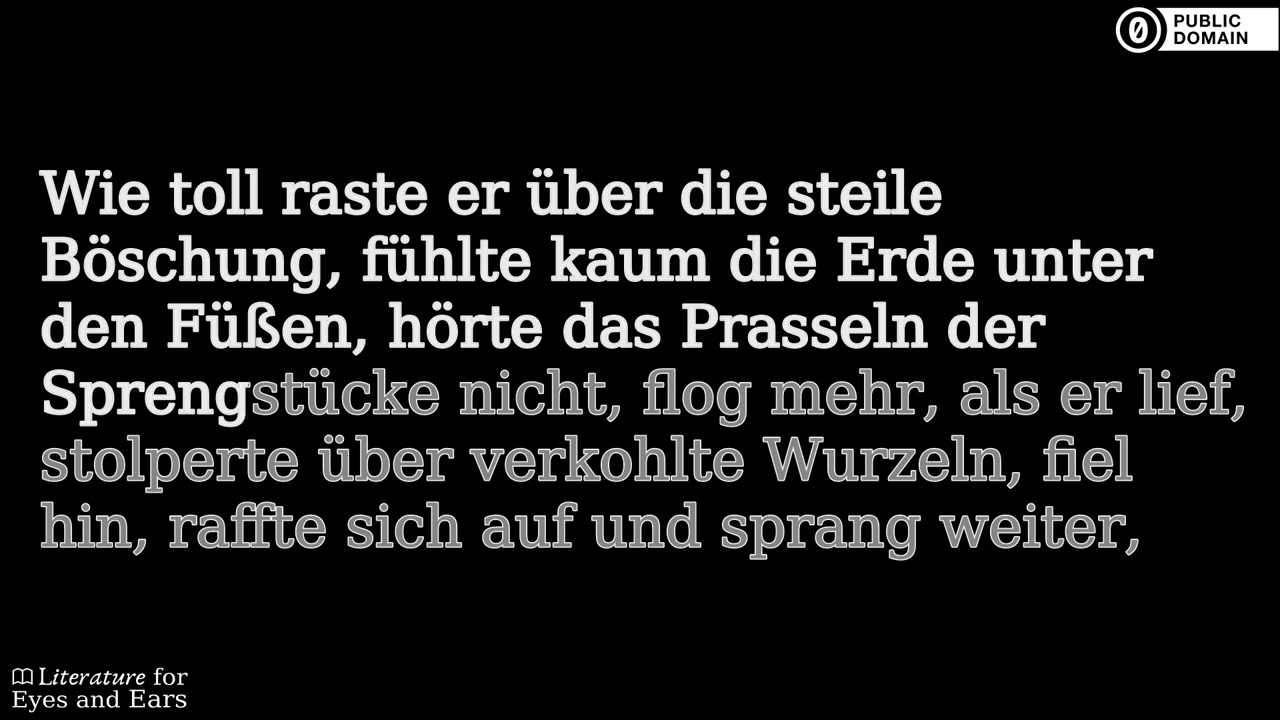 PUBLIC
DOMAIN
Wie toll raste er über die steile
Böschung, fühlte kaum die Erde unter
den Füßen, hörte das Prasseln der
Sprengstücke nicht, flog mehr, als er lief,
stolperte über verkohlte Wurzeln, fiel
hin, raffte sich auf und sprang weiter,
Literature for
Eyes and Ears